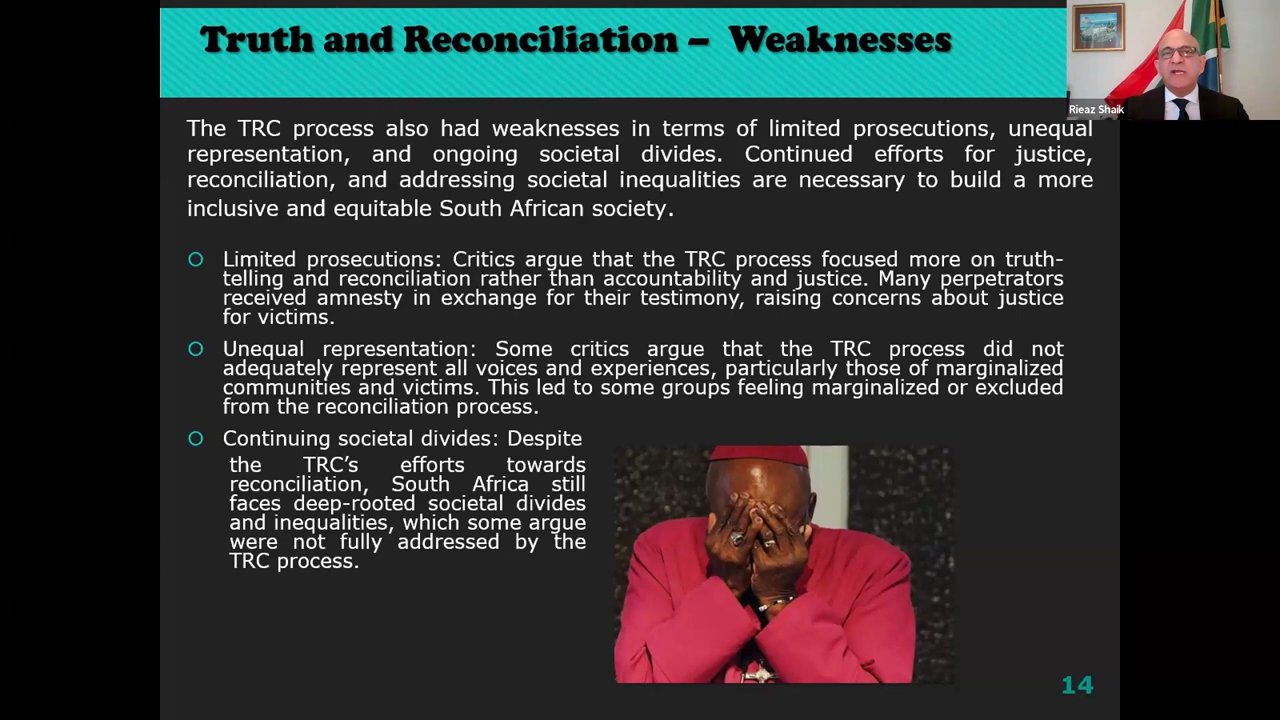 Truth and Reconciliation – Weaknesses
Rieaz Shaik
The TRC process also had weaknesses in terms of limited prosecutions, unequal
representation, and ongoing societal divides. Continued efforts for justice,
reconciliation, and addressing societal inequalities are necessary to build a more
inclusive and equitable South African society.
Limited prosecutions: Critics argue that the TRC process focused more on truth-
telling and reconciliation rather than accountability and justice. Many perpetrators
received amnesty in exchange for their testimony, raising concerns about justice
for victims.
Unequal representation: Some critics argue that the TRC process did not
adequately represent all voices and experiences, particularly those of marginalized
communities and victims. This led to some groups feeling marginalized or excluded
from the reconciliation process.
Continuing societal divides: Despite
the TRC’s efforts towards
reconciliation, South Africa still
faces deep-rooted societal divides
and inequalities, which some argue
were not fully addressed by the
TRC process.
14